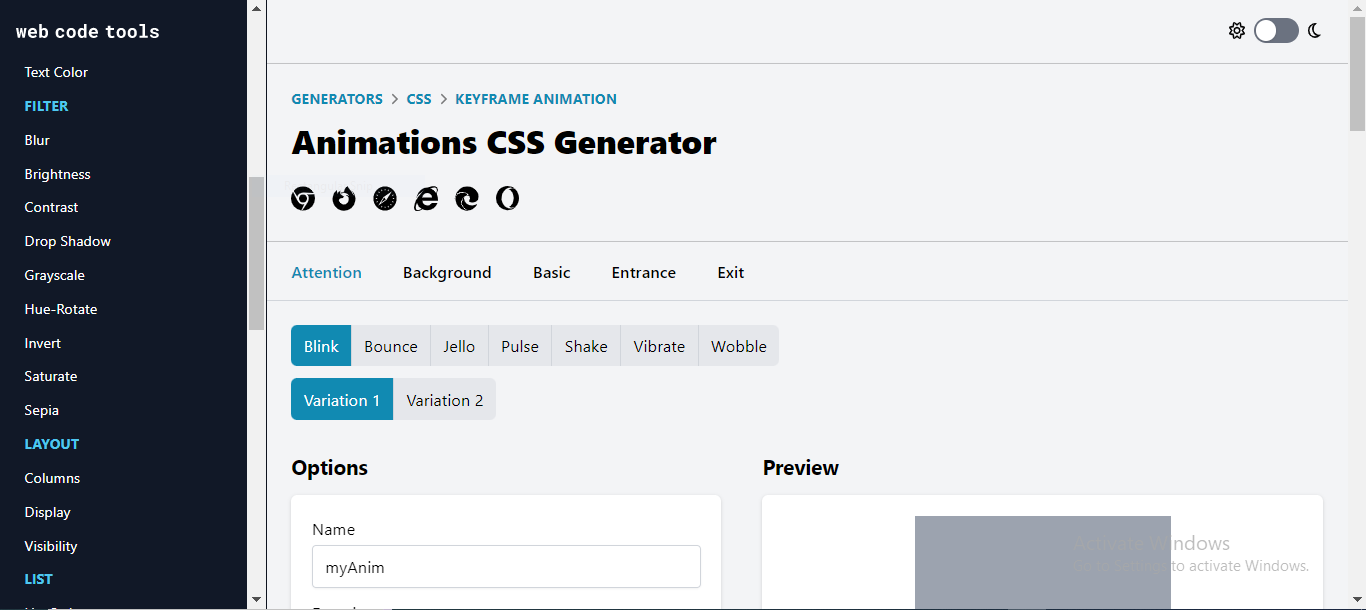 web code tools
Text Color
FILTER
Blur
Brightness
Contrast
Drop Shadow
Grayscale
Hue-Rotate
Invert
Saturate
Sepia
LAYOUT
Columns
Display
Visibility
LIST
GENERATORS > CSS > KEYFRAME ANIMATION
Animations CSS Generator
Attention Background Basic Entrance Exit
Blink Bounce Jello Pulse Shake Vibrate Wobble
Variation 1 Variation 2
Options
Name
myAnim
Preview
Activate Windows
Go to Settings to activate Windows.